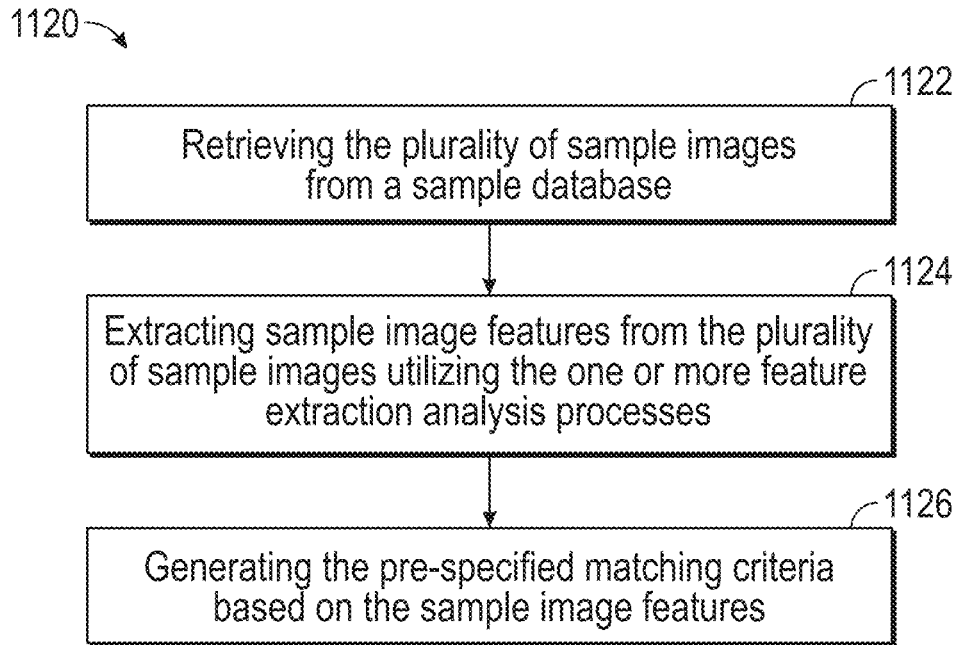 1120
1122
Retrieving the plurality of sample images
from a sample database
1124
Extracting sample image features from the plurality
of sample images utilizing the one or more feature
extraction analysis processes
1126
Generating the pre-specified matching criteria
based on the sample image features